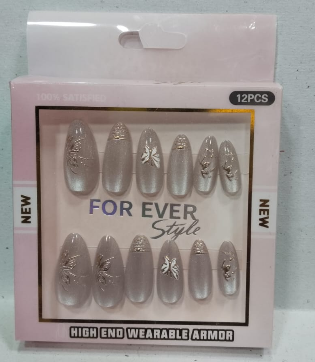 100% SATISFIED
12PCS
NEW
NEW
FOR EVER
Style
HIGH END WEARABLE ARMOR